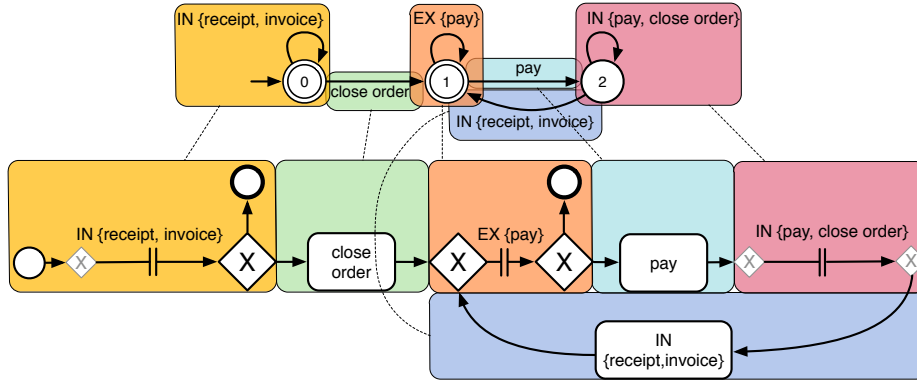 IN {receipt, invoice}
EX {pay}
IN {pay, close order}
0
1
2
pay
close order
IN {receipt, invoice}
IN {receipt, invoice}
EX {pay}
IN {pay, close order}
X
X
close
order
X
X
pay
X
X
IN
{receipt,invoice}